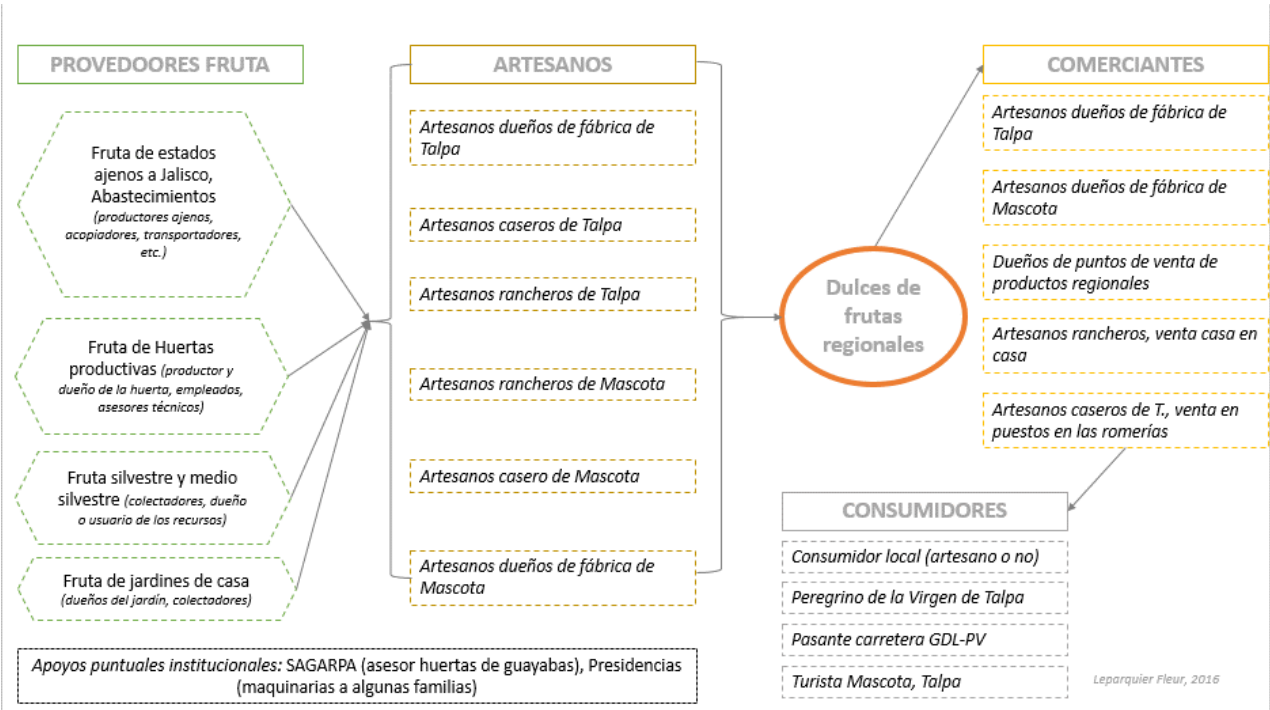 PROVEDOORES FRUTA
Fruta de estados
ajenos a Jalisco,
Abastecimientos
(productores ajenos,
acopiadores, transportadores,
etc.)
Fruta de Huertas
productivas (productor y
dueño de la huerta, empleados,
asesores técnicos)
Fruta silvestre y medio
silvestre (colectadores, dueño
o usuario de los recursos)
Fruta de jardines de casa
(dueños del jardín, colectadores)
Apoyos puntuales institucionales: SAGARPA (asesor huertas de guayabas), Presidencias
(maquinarias a algunas familias)
ARTESANOS
Artesanos dueños de fábrica de
Talpa
Artesanos caseros de Talpa
Artesanos rancheros de Talpa
Artesanos rancheros de Mascota
Artesanos casero de Mascota
Artesanos dueños de fábrica de
Mascota
Dulces de
frutas
regionales
COMERCIANTES
Artesanos dueños de fábrica de
Talpa
Artesanos dueños de fábrica de
Mascota
Dueños de puntos de venta de
productos regionales
Artesanos rancheros, venta casa en
casa
Artesanos caseros de T., venta en
puestos en las romerías
CONSUMIDORES
Consumidor local (artesano o no)
Peregrino de la Virgen de Talpa
Pasante carretera GDL-PV
Turista Mascota, Talpa
Leparquier Fleur, 2016